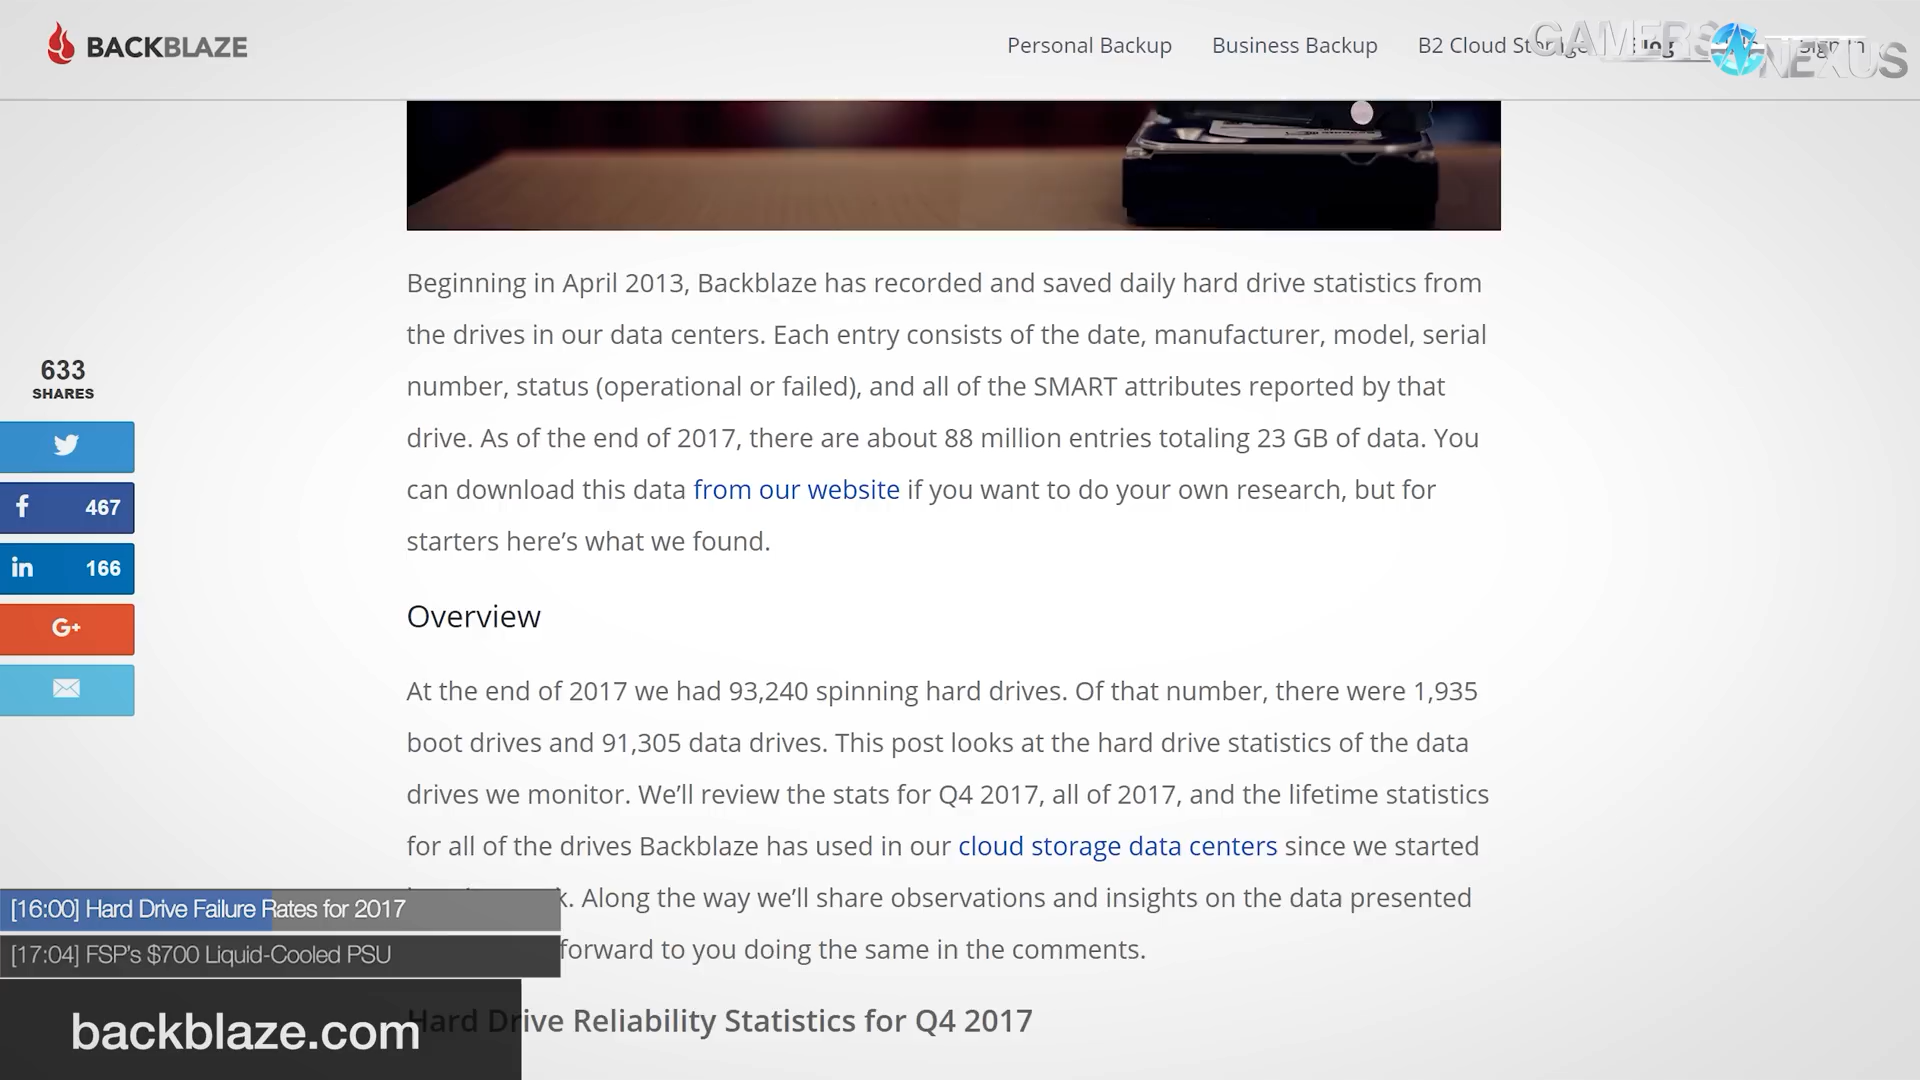 BACKBLAZE
Personal Backup
Business Backup
B2 Cloud
Blog
Sign In
GAMERS NEXUS
Beginning in April 2013, Backblaze has recorded and saved daily hard drive statistics from
the drives in our data centers. Each entry consists of the date, manufacturer, model, serial
number, status (operational or failed), and all of the SMART attributes reported by that
drive. As of the end of 2017, there are about 88 million entries totaling 23 GB of data. You
can download this data from our website if you want to do your own research, but for
starters here’s what we found.
633
SHARES
467
in 166
G+
Overview
At the end of 2017 we had 93,240 spinning hard drives. Of that number, there were 1,935
boot drives and 91,305 data drives. This post looks at the hard drive statistics of the data
drives we monitor. We’ll review the stats for Q4 2017, all of 2017, and the lifetime statistics
for all of the drives Backblaze has used in our cloud storage data centers since we started
Along the way we’ll share observations and insights on the data presented
forward to you doing the same in the comments.
[16:00] Hard Drive Failure Rates for 2017
[17:04] FSP's $700 Liquid-Cooled PSU
Hard Drive Reliability Statistics for Q4 2017
backblaze.com